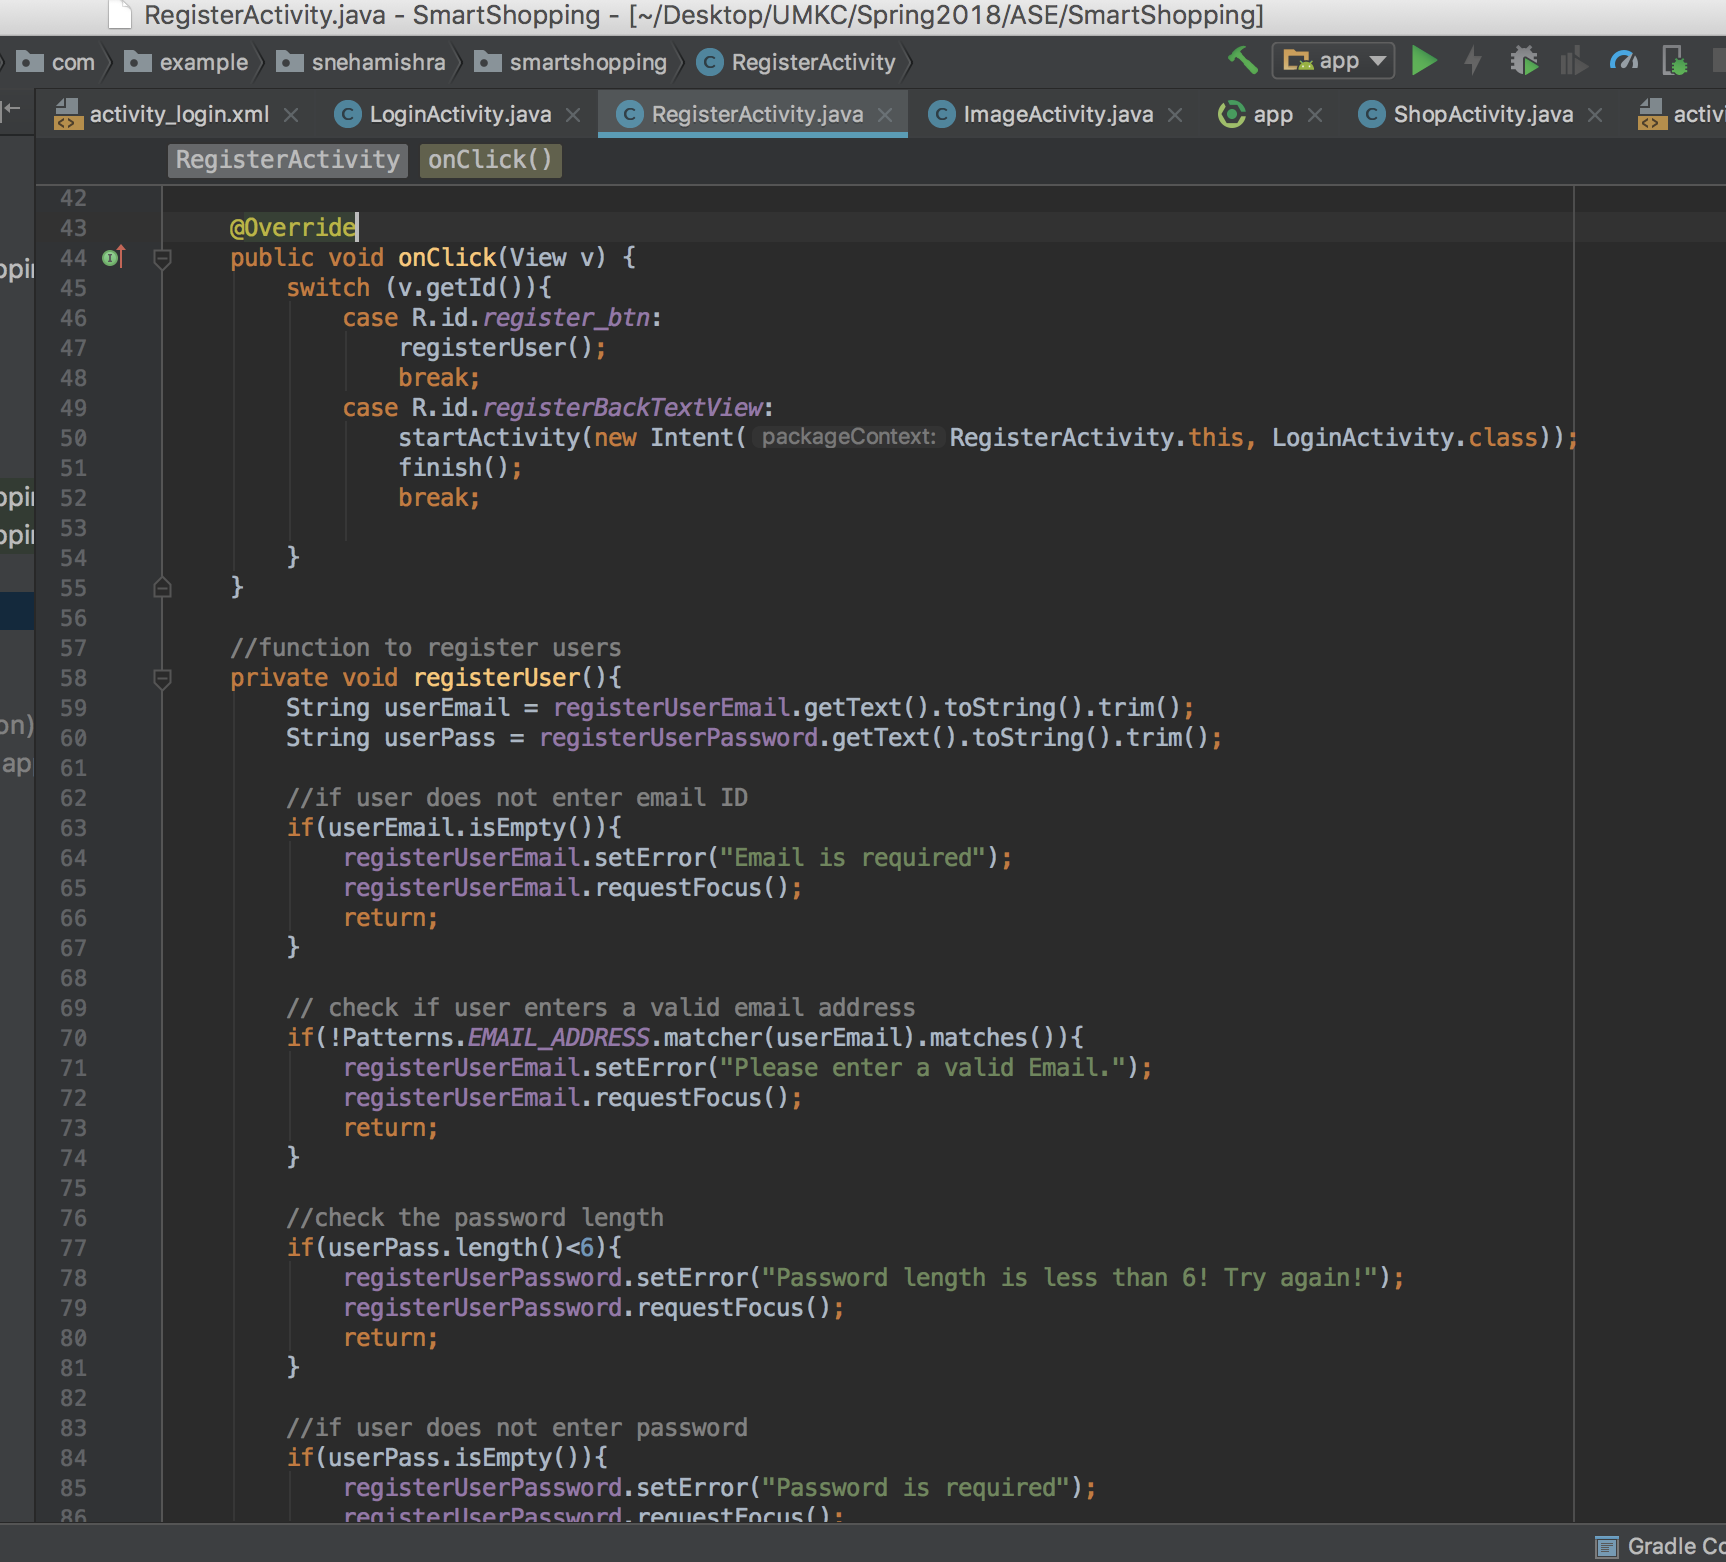 RegisterActivity.java - SmartShopping - [~/Desktop/UMKC/Spring2018/ASE/SmartShopping]
com example snehamishra smartshopping RegisterActivity app
activity_login.xml LoginActivity.java RegisterActivity.java ImageActivity.java app ShopActivity.java
RegisterActivity onClick()
42
43 @Override
44 public void onClick(View v) {
45 switch (v.getId()){
46 case R.id.register_btn:
47 registerUser();
48 break;
49 case R.id.registerBackTextView:
50 startActivity(new Intent( packageContext: RegisterActivity.this, LoginActivity.class));
51 finish();
52 break;
53
54 }
55 }
56
57 //function to register users
58 private void registerUser(){
59 String userEmail = registerUserEmail.getText().toString().trim();
60 String userPass = registerUserPassword.getText().toString().trim();
61
62 //if user does not enter email ID
63 if(userEmail.isEmpty()){
64 registerUserEmail.setError("Email is required");
65 registerUserEmail.requestFocus();
66 return;
67 }
68
69 // check if user enters a valid email address
70 if(!Patterns.EMAIL_ADDRESS.matcher(userEmail).matches()){
71 registerUserEmail.setError("Please enter a valid Email.");
72 registerUserEmail.requestFocus();
73 return;
74 }
75
76 //check the password length
77 if(userPass.length()<6){
78 registerUserPassword.setError("Password length is less than 6! Try again!");
79 registerUserPassword.requestFocus();
80 return;
81 }
82
83 //if user does not enter password
84 if(userPass.isEmpty()){
85 registerUserPassword.setError("Password is required");
86 registerUserPassword.requestFocus();
Gradle